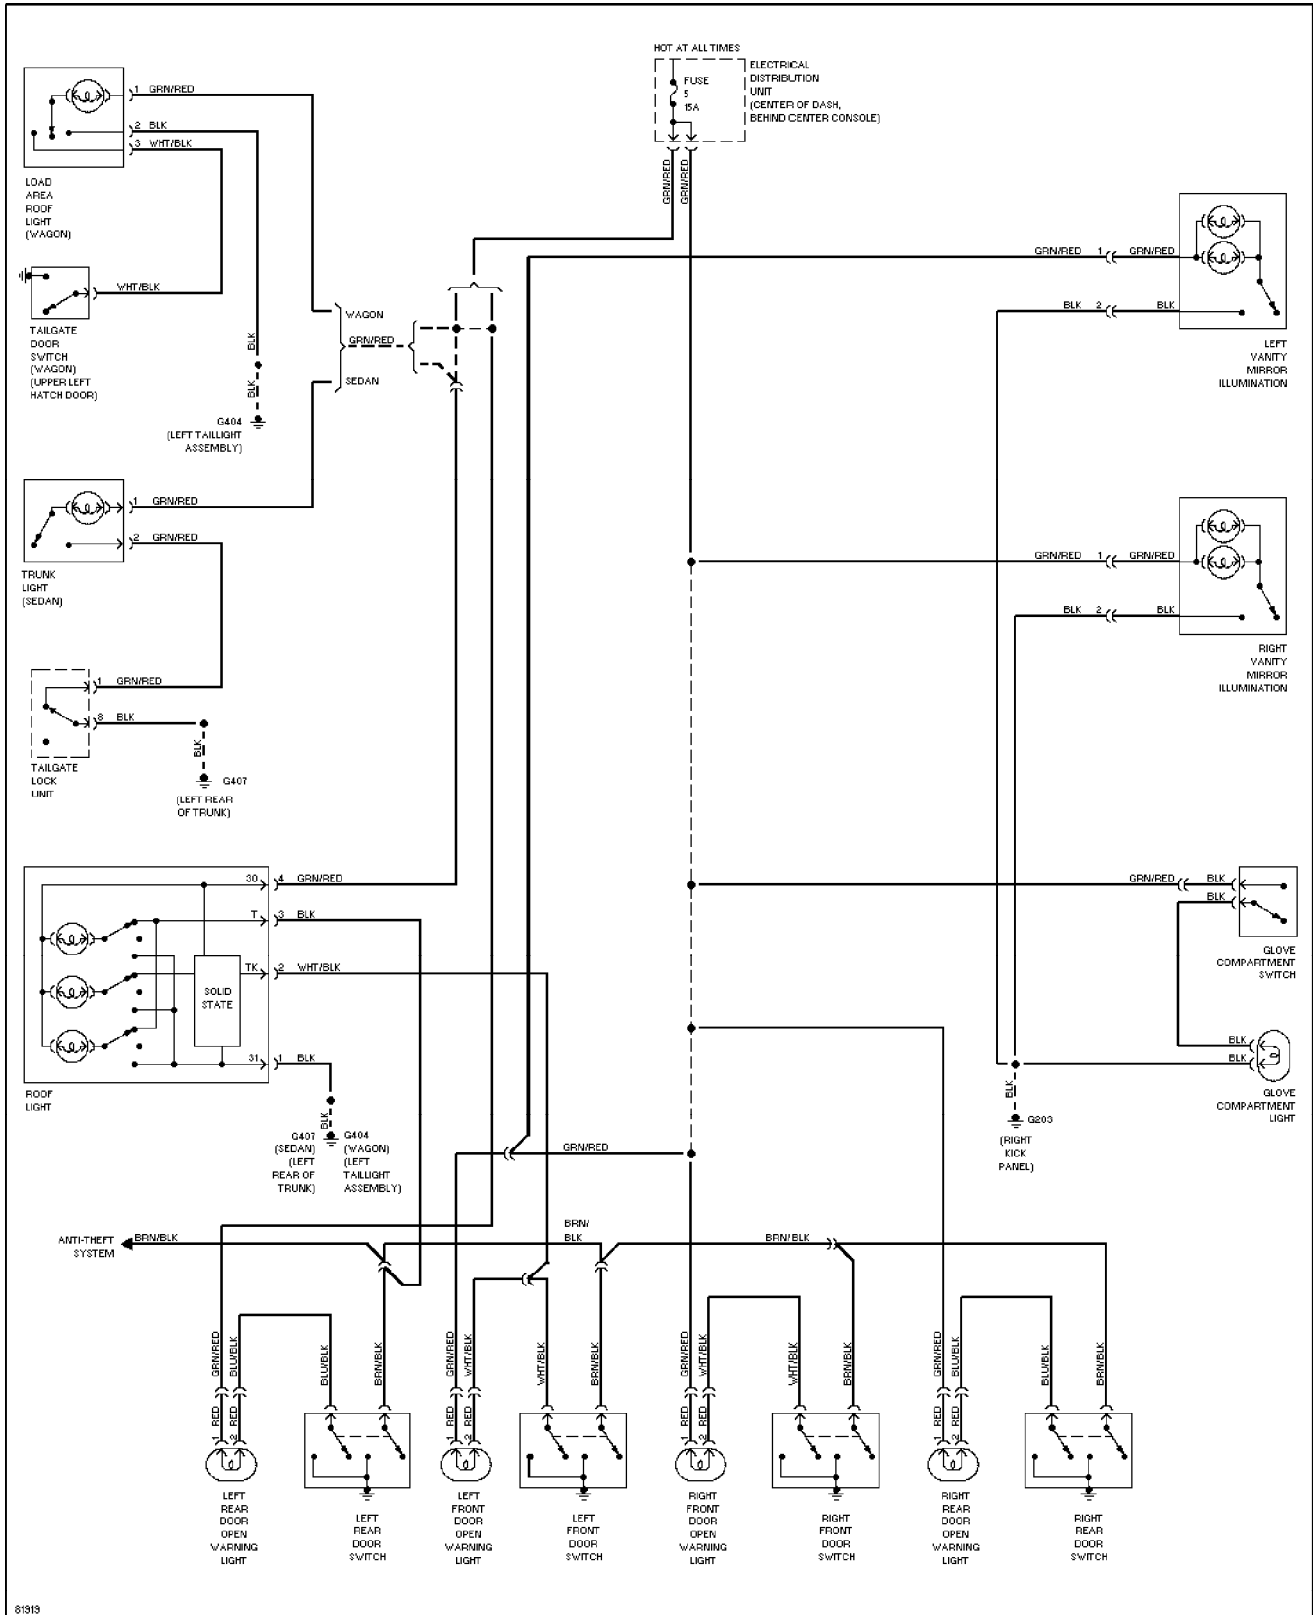 HOT AT ALL TIMES
FUSE
5
15A
ELECTRICAL
DISTRIBUTION
UNIT
(CENTER OF DASH,
BEHIND CENTER CONSOLE)
GRN/RED
GRN/RED
1 GRN/RED
2 BLK
3 WHT/BLK
LOAD
AREA
ROOF
LIGHT
(WAGON)
WHT/BLK
TAILGATE
DOOR
SWITCH
(WAGON)
(UPPER LEFT
HATCH DOOR)
BLK
BLK
G404
(LEFT TAILLIGHT
ASSEMBLY)
WAGON
GRN/RED
SEDAN
GRN/RED 1 GRN/RED
BLK 2 BLK
LEFT
VANITY
MIRROR
ILLUMINATION
1 GRN/RED
2 GRN/RED
TRUNK
LIGHT
(SEDAN)
GRN/RED 1 GRN/RED
BLK 2 BLK
RIGHT
VANITY
MIRROR
ILLUMINATION
1 GRN/RED
8 BLK
BLK
TAILGATE
LOCK
UNIT
G407
(LEFT REAR
OF TRUNK)
30 4 GRN/RED
T 3 BLK
TK 2 WHT/BLK
31 1 BLK
SOLID
STATE
ROOF
LIGHT
BLK
G407
(SEDAN)
(LEFT
REAR OF
TRUNK)
G404
(WAGON)
(LEFT
TAILLIGHT
ASSEMBLY)
GRN/RED BLK
BLK
GLOVE
COMPARTMENT
SWITCH
BLK
BLK
GLOVE
COMPARTMENT
LIGHT
BLK
G203
(RIGHT
KICK
PANEL)
GRN/RED
ANTI-THEFT
SYSTEM
BRN/BLK
BRN/
BLK
BRN/BLK
GRN/RED
BLU/BLK
BLU/BLK
BRN/BLK
GRN/RED
WHT/BLK
WHT/BLK
BRN/BLK
GRN/RED
WHT/BLK
WHT/BLK
BRN/BLK
GRN/RED
BLU/BLK
BLU/BLK
BRN/BLK
1 RED
2 RED
1 RED
2 RED
1 RED
2 RED
1 RED
2 RED
LEFT
REAR
DOOR
OPEN
WARNING
LIGHT
LEFT
REAR
DOOR
SWITCH
LEFT
FRONT
DOOR
OPEN
WARNING
LIGHT
LEFT
FRONT
DOOR
SWITCH
RIGHT
FRONT
DOOR
OPEN
WARNING
LIGHT
RIGHT
FRONT
DOOR
SWITCH
RIGHT
REAR
DOOR
OPEN
WARNING
LIGHT
RIGHT
REAR
DOOR
SWITCH
81919